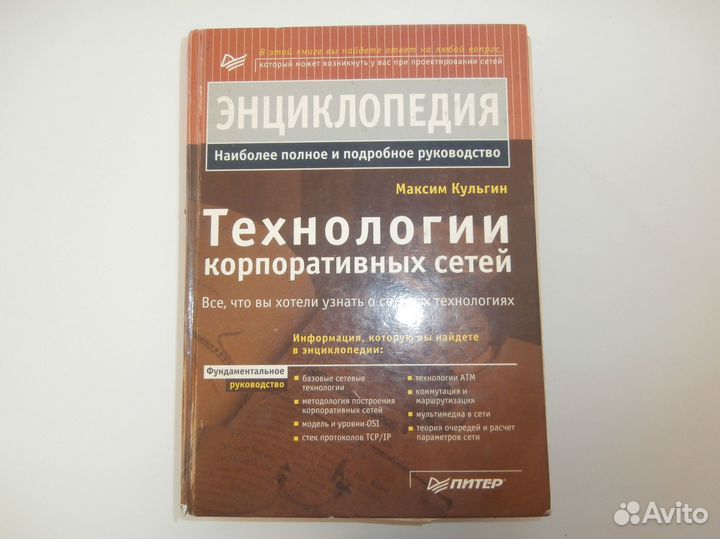 В этой книге вы найдете ответ на любой вопрос,
который может возникнуть у вас при проектировании сетей
ЭНЦИКЛОПЕДИЯ
Наиболее полное и подробное руководство
Максим Кульгин
Технологии
корпоративных сетей
Все, что вы хотели узнать о сетевых технологиях
Информация, которую вы найдете
в энциклопедии:
Фундаментальное
руководство
базовые сетевые
технологии
методология построения
корпоративных сетей
модель и уровни OSI
стек протоколов TCP/IP
технологии ATM
коммутация и
маршрутизация
мультимедиа в сети
теория очередей и расчет
параметров сети
ПИТЕР
Avito